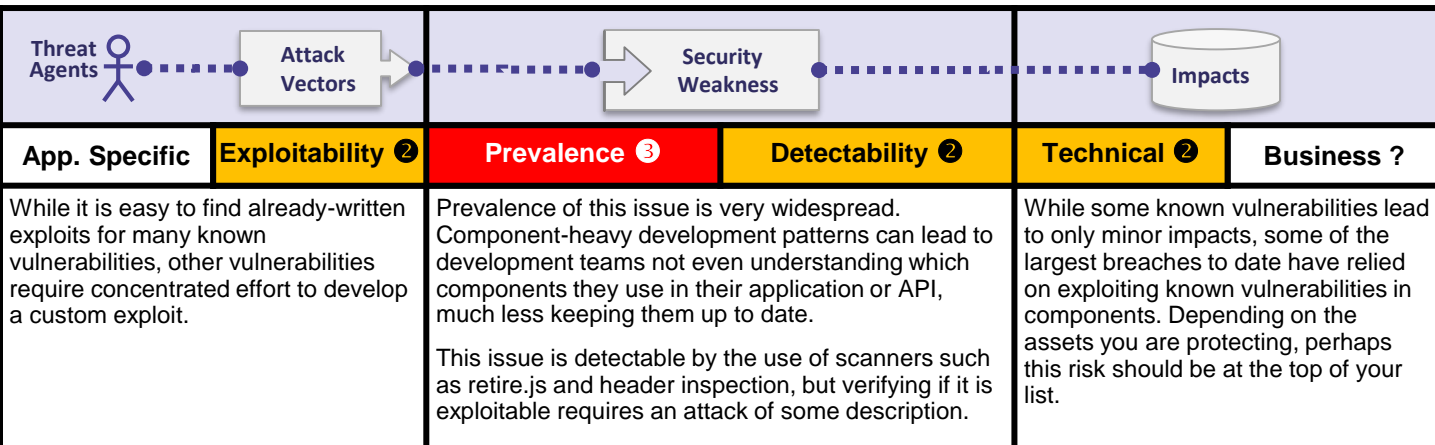 Threat
Agents
Attack
Vectors
Security
Weakness
Impacts
App. Specific
Exploitability ❷
Prevalence ❸
Detectability ❷
Technical ❷
Business ?
While it is easy to find already-written
exploits for many known
vulnerabilities, other vulnerabilities
require concentrated effort to develop
a custom exploit.
Prevalence of this issue is very widespread.
Component-heavy development patterns can lead to
development teams not even understanding which
components they use in their application or API,
much less keeping them up to date.
This issue is detectable by the use of scanners such
as retire.js and header inspection, but verifying if it is
exploitable requires an attack of some description.
While some known vulnerabilities lead
to only minor impacts, some of the
largest breaches to date have relied
on exploiting known vulnerabilities in
components. Depending on the
assets you are protecting, perhaps
this risk should be at the top of your
list.